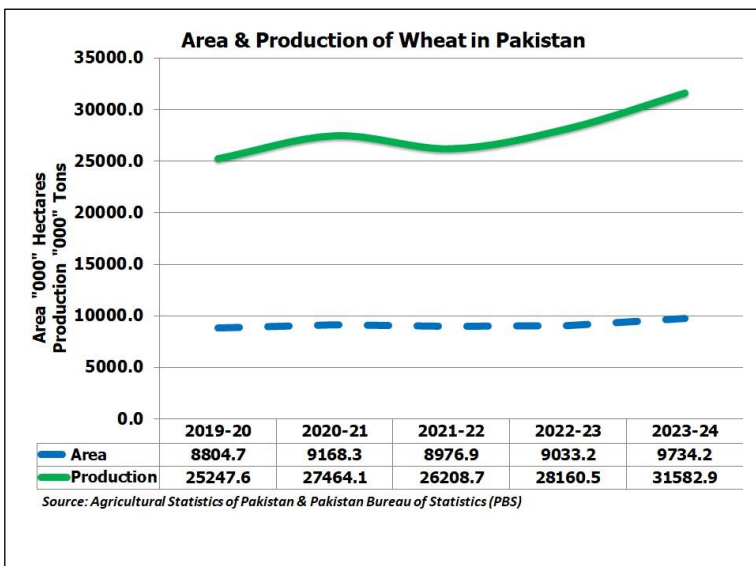 Area & Production of Wheat in Pakistan
35000.0
30000.0
25000.0
20000.0
15000.0
10000.0
5000.0
0.0
Area "000" Hectares
Production "000" Tons
2019-20 2020-21 2021-22 2022-23 2023-24
Area 8804.7 9168.3 8976.9 9033.2 9734.2
Production 25247.6 27464.1 26208.7 28160.5 31582.9
Source: Agricultural Statistics of Pakistan & Pakistan Bureau of Statistics (PBS)